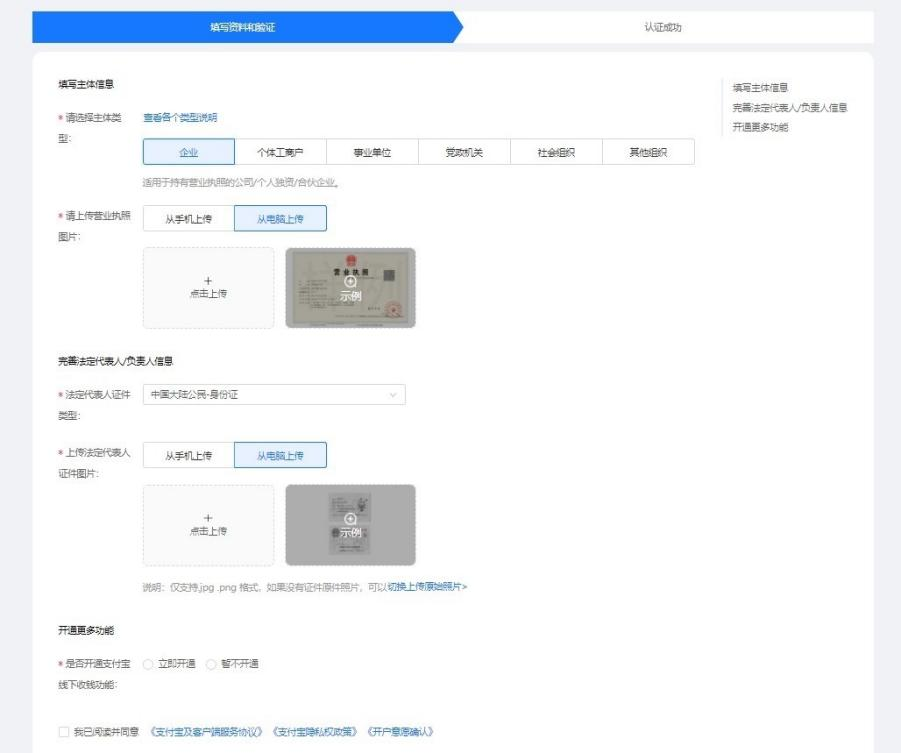 填写资料和验证
认证成功
填写主体信息
填写主体信息
完善法定代表人/负责人信息
开通更多功能
* 请选择主体类
型：
查看各个类型说明
企业
个体工商户
事业单位
党政机关
社会组织
其他组织
适用于持有营业执照的公司/个人独资/合伙企业。
* 请上传营业执照
图片：
从手机上传
从电脑上传
+
点击上传
营业执照
示例
完善法定代表人/负责人信息
* 法定代表人证件
类型：
中国大陆公民-身份证
* 上传法定代表人
证件图片：
从手机上传
从电脑上传
+
点击上传
示例
说明：仅支持.jpg .png 格式，如果没有证件原件照片，可以切换上传原始照片>
开通更多功能
* 是否开通支付宝
线下收钱功能：
立即开通
暂不开通
我已阅读并同意 《支付宝及客户端服务协议》《支付宝隐私权政策》《开户意愿确认》